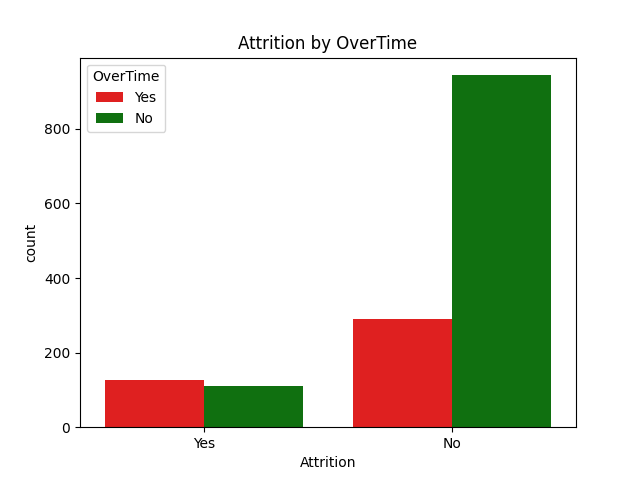 Attrition by OverTime
OverTime
Yes
No
800
600
400
200
0
count
Yes
No
Attrition